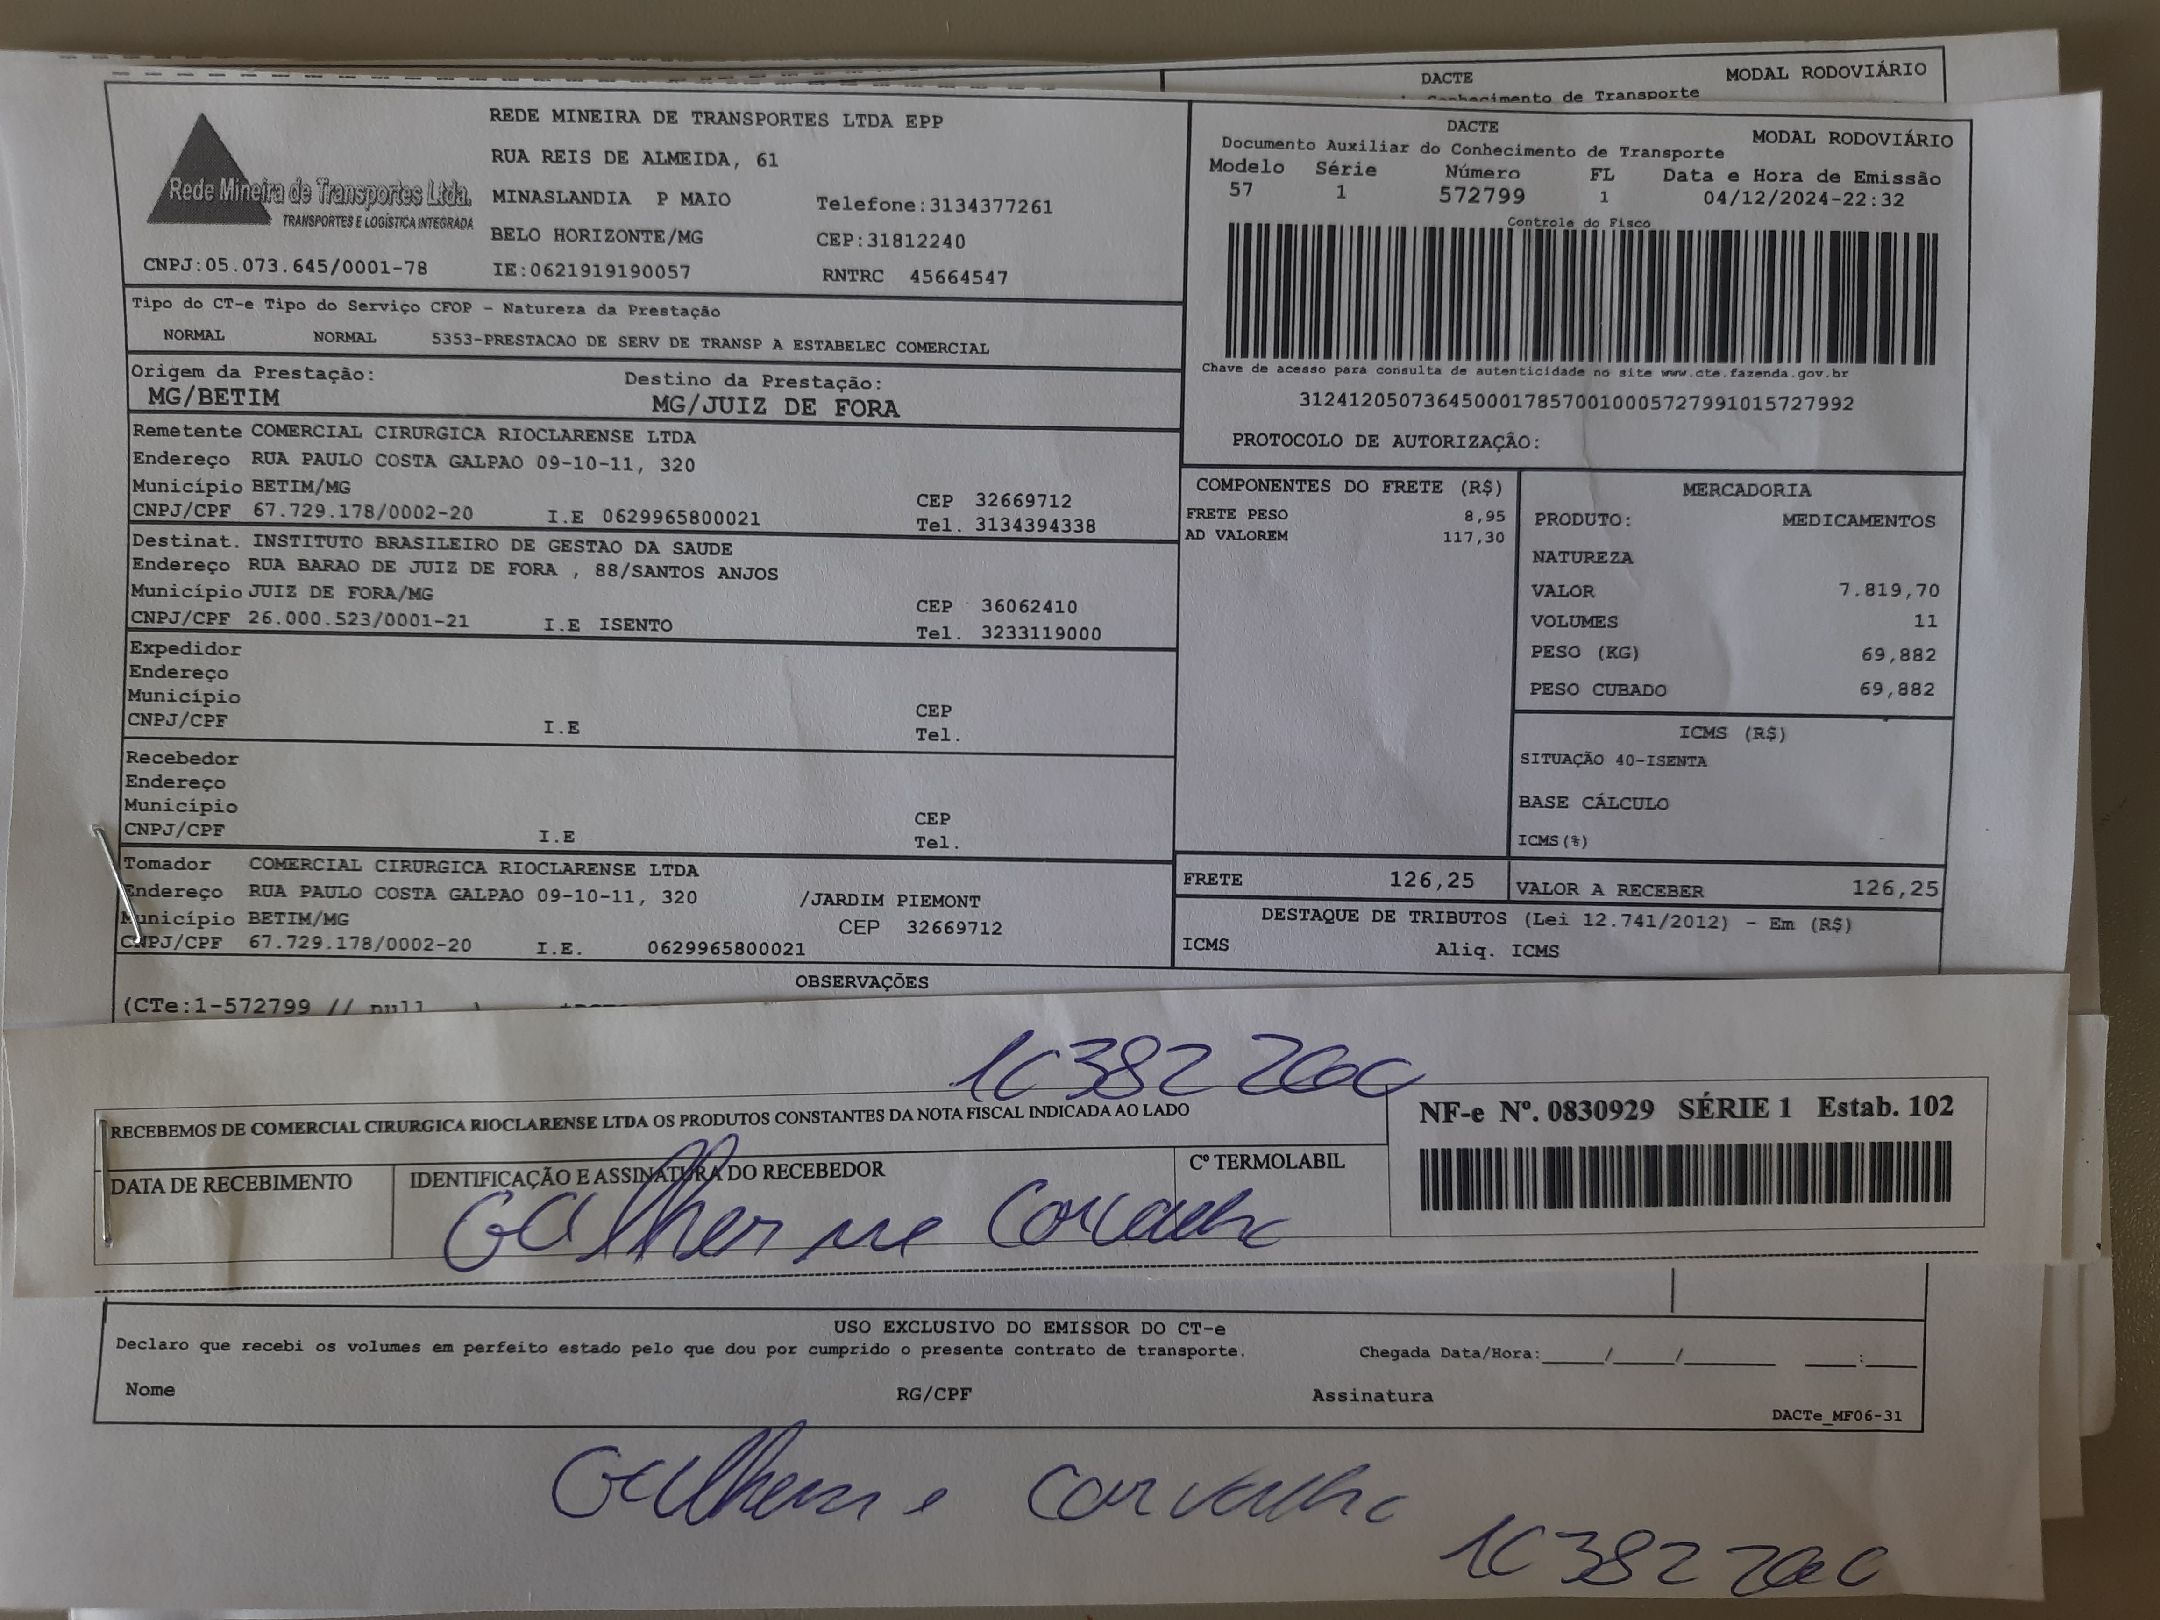 DACTE
MODAL RODOVIÁRIO
Conhecimento de Transporte
Rede Mineira de Transportes Ltda.
TRANSPORTES E LOGÍSTICA INTEGRADA
CNPJ:05.073.645/0001-78
REDE MINEIRA DE TRANSPORTES LTDA EPP
RUA REIS DE ALMEIDA, 61
MINASLANDIA P MAIO Telefone:3134377261
BELO HORIZONTE/MG CEP:31812240
IE:0621919190057 RNTRC 45664547
DACTE
MODAL RODOVIÁRIO
Documento Auxiliar do Conhecimento de Transporte
Modelo Série Número FL Data e Hora de Emissão
57 1 572799 1 04/12/2024-22:32
Controle do Fisco
Chave de acesso para consulta de autenticidade no site www.cte.fazenda.gov.br
31241205073645000178570010005727991015727992
PROTOCOLO DE AUTORIZAÇÃO:
Tipo do CT-e Tipo do Serviço CFOP - Natureza da Prestação
NORMAL NORMAL 5353-PRESTACAO DE SERV DE TRANSP A ESTABELEC COMERCIAL
Origem da Prestação: Destino da Prestação:
MG/BETIM MG/JUIZ DE FORA
Remetente COMERCIAL CIRURGICA RIOCLARENSE LTDA
Endereço RUA PAULO COSTA GALPAO 09-10-11, 320
Município BETIM/MG CEP 32669712
CNPJ/CPF 67.729.178/0002-20 I.E 0629965800021 Tel. 3134394338
Destinat. INSTITUTO BRASILEIRO DE GESTAO DA SAUDE
Endereço RUA BARAO DE JUIZ DE FORA , 88/SANTOS ANJOS
Município JUIZ DE FORA/MG CEP 36062410
CNPJ/CPF 26.000.523/0001-21 I.E ISENTO Tel. 3233119000
Expedidor
Endereço
Município CEP
CNPJ/CPF I.E Tel.
Recebedor
Endereço
Município CEP
CNPJ/CPF I.E Tel.
Tomador COMERCIAL CIRURGICA RIOCLARENSE LTDA
Endereço RUA PAULO COSTA GALPAO 09-10-11, 320 /JARDIM PIEMONT
Município BETIM/MG CEP 32669712
CNPJ/CPF 67.729.178/0002-20 I.E. 0629965800021
COMPONENTES DO FRETE (R$)
FRETE PESO 8,95
AD VALOREM 117,30
MERCADORIA
PRODUTO: MEDICAMENTOS
NATUREZA
VALOR 7.819,70
VOLUMES 11
PESO (KG) 69,882
PESO CUBADO 69,882
ICMS (R$)
SITUAÇÃO 40-ISENTA
BASE CÁLCULO
ICMS(%)
FRETE 126,25 VALOR A RECEBER 126,25
DESTAQUE DE TRIBUTOS (Lei 12.741/2012) - Em (R$)
ICMS Aliq. ICMS
OBSERVAÇÕES
(CTe:1-572799 // null )
RECEBEMOS DE COMERCIAL CIRURGICA RIOCLARENSE LTDA OS PRODUTOS CONSTANTES DA NOTA FISCAL INDICADA AO LADO
NF-e Nº. 0830929 SÉRIE 1 Estab. 102
DATA DE RECEBIMENTO IDENTIFICAÇÃO E ASSINATURA DO RECEBEDOR Cº TERMOLABIL
Guilherme Carvalho
USO EXCLUSIVO DO EMISSOR DO CT-e
Declaro que recebi os volumes em perfeito estado pelo que dou por cumprido o presente contrato de transporte. Chegada Data/Hora:____/____/______ ___:___
Nome RG/CPF Assinatura
DACTe_MF06-31
Guilherme Carvalho